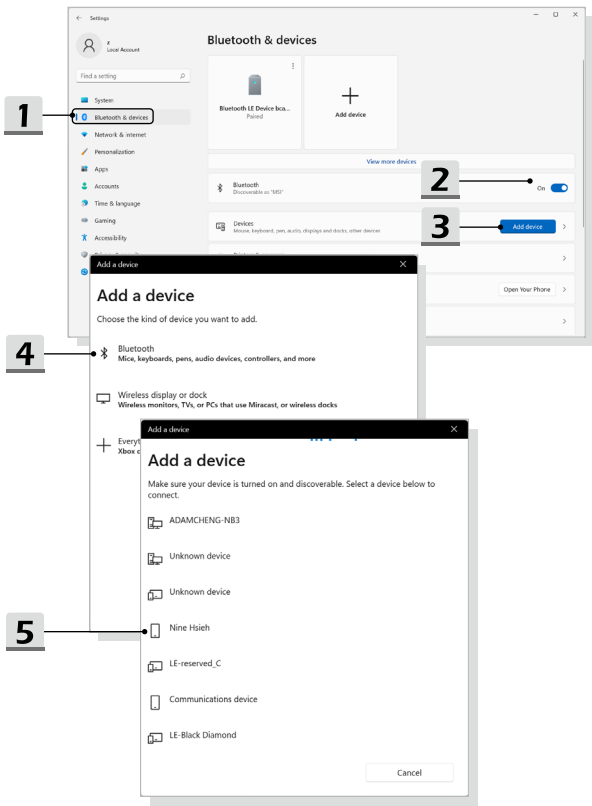 Settings
z
Local Account
Find a setting
System
Bluetooth & devices
Network & internet
Personalization
Apps
Accounts
Time & language
Gaming
Accessibility
Bluetooth & devices
Bluetooth LE Device bca...
Paired
Add device
View more devices
Bluetooth
Discoverable as "MSI"
On
Devices
Mouse, keyboard, pen, audio, displays and docks, other devices
Add device
Open Your Phone
1
2
3
4
Add a device
Add a device
Choose the kind of device you want to add.
Bluetooth
Mice, keyboards, pens, audio devices, controllers, and more
Wireless display or dock
Wireless monitors, TVs, or PCs that use Miracast, or wireless docks
Everyt
Xbox c
5
Add a device
Add a device
Make sure your device is turned on and discoverable. Select a device below to
connect.
ADAMCHENG-NB3
Unknown device
Unknown device
Nine Hsieh
LE-reserved_C
Communications device
LE-Black Diamond
Cancel